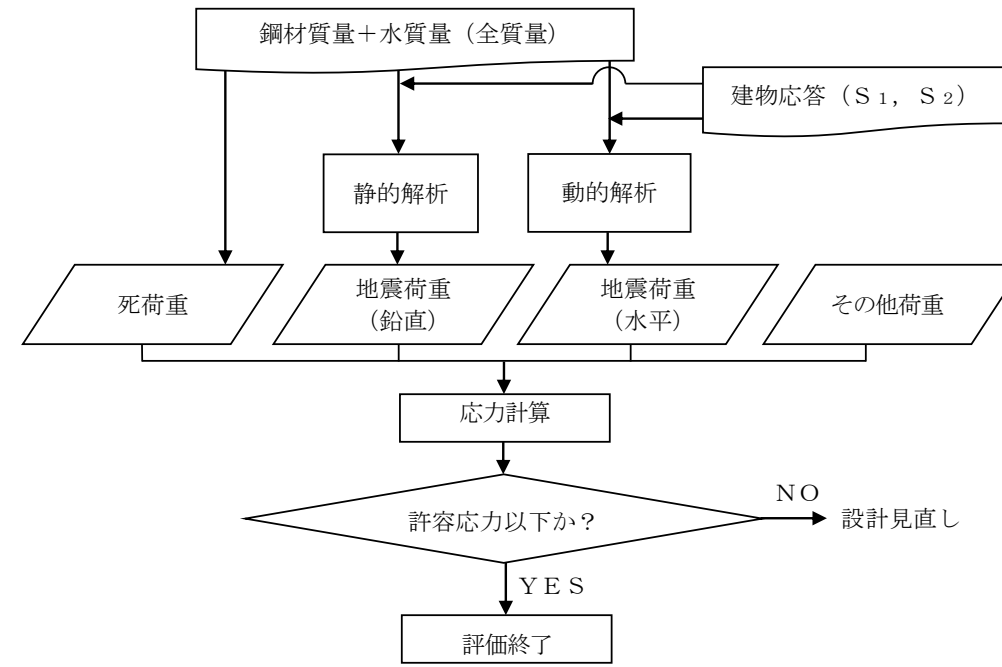 鋼材質量＋水質量（全質量）
建物応答（Ｓ₁，Ｓ₂）
静的解析
動的解析
死荷重
地震荷重
（鉛直）
地震荷重
（水平）
その他荷重
応力計算
許容応力以下か？
ＮＯ
設計見直し
ＹＥＳ
評価終了